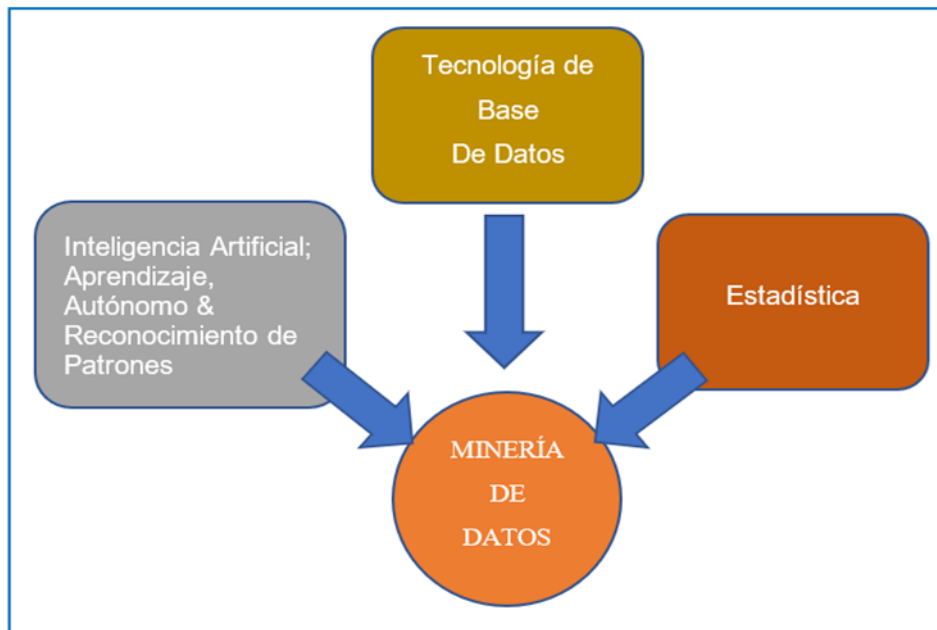 Tecnología de
Base
De Datos
Inteligencia Artificial;
Aprendizaje,
Autónomo &
Reconocimiento de
Patrones
Estadística
MINERÍA
DE
DATOS